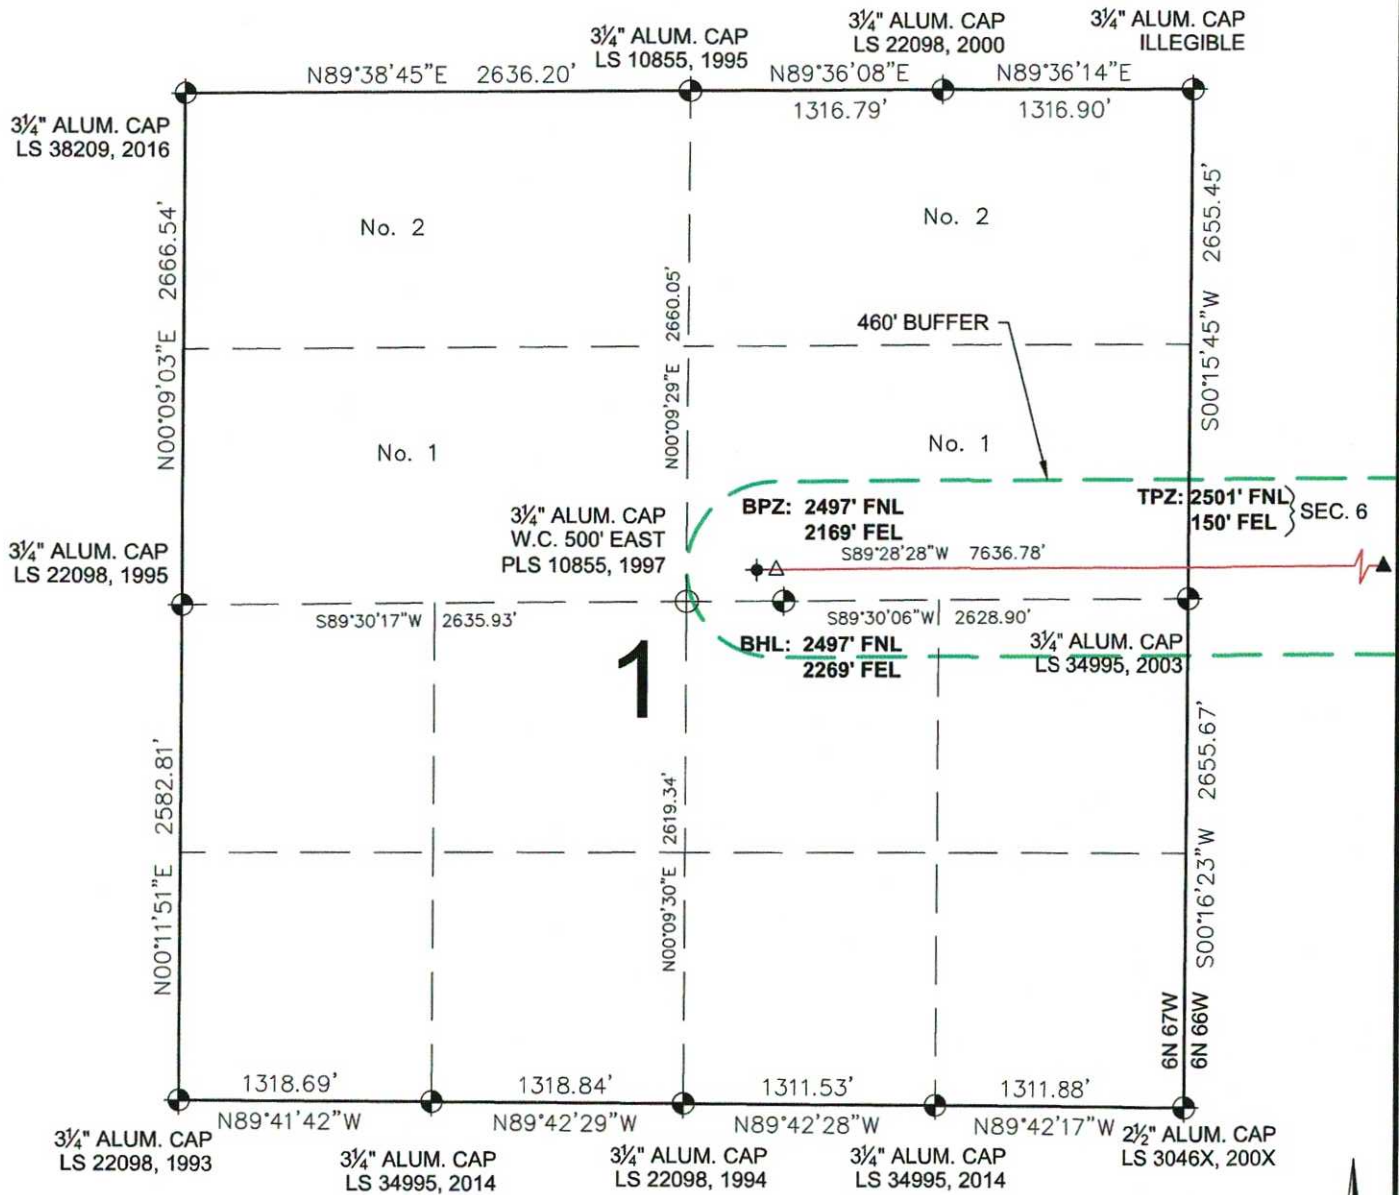 3¼" ALUM. CAP
LS 10855, 1995
3¼" ALUM. CAP
LS 22098, 2000
3¼" ALUM. CAP
ILLEGIBLE
N89°38'45"E 2636.20'
N89°36'08"E
1316.79'
N89°36'14"E
1316.90'
3¼" ALUM. CAP
LS 38209, 2016
N00°09'03"E 2666.54'
No. 2
No. 2
N00°09'29"E 2660.05'
S00°15'45"W 2655.45'
460' BUFFER
No. 1
No. 1
3¼" ALUM. CAP
W.C. 500' EAST
PLS 10855, 1997
BPZ: 2497' FNL
2169' FEL
TPZ: 2501' FNL
150' FEL
SEC. 6
S89°28'28"W 7636.78'
3¼" ALUM. CAP
LS 22098, 1995
S89°30'17"W 2635.93'
S89°30'06"W 2628.90'
1
BHL: 2497' FNL
2269' FEL
3¼" ALUM. CAP
LS 34995, 2003
N00°11'51"E 2582.81'
N00°09'30"E 2619.34'
S00°16'23"W 2655.67'
6N 67W
6N 66W
1318.69'
N89°41'42"W
1318.84'
N89°42'29"W
1311.53'
N89°42'28"W
1311.88'
N89°42'17"W
3¼" ALUM. CAP
LS 22098, 1993
3¼" ALUM. CAP
LS 34995, 2014
3¼" ALUM. CAP
LS 22098, 1994
3¼" ALUM. CAP
LS 34995, 2014
2½" ALUM. CAP
LS 3046X, 200X